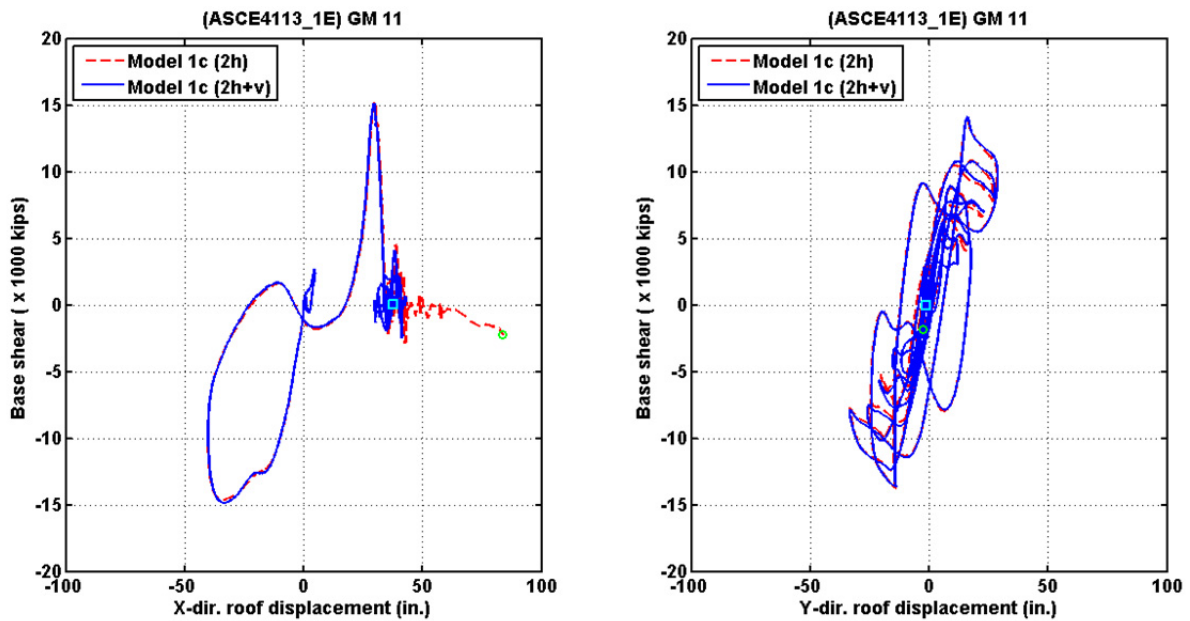 (ASCE4113_1E) GM 11
20
15
10
5
0
-5
-10
-15
-20
Base shear ( x 1000 kips)
Model 1c (2h)
Model 1c (2h+v)
-100
-50
0
50
100
X-dir. roof displacement (in.)
(ASCE4113_1E) GM 11
20
15
10
5
0
-5
-10
-15
-20
Base shear ( x 1000 kips)
Model 1c (2h)
Model 1c (2h+v)
-100
-50
0
50
100
Y-dir. roof displacement (in.)